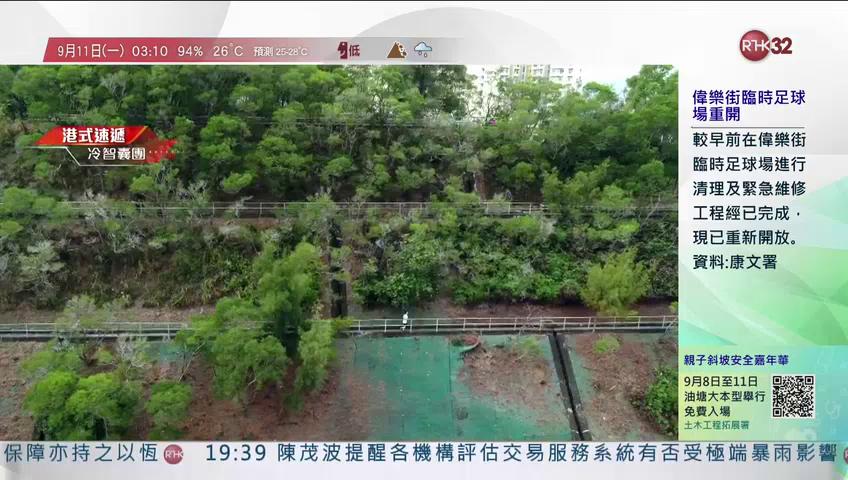 9月11日(一) 03:10 94% 26°C 預測 25-28°C 低
RTHK32
港式速遞
冷智囊團
偉樂街臨時足球
場重開
較早前在偉樂街
臨時足球場進行
清理及緊急維修
工程經已完成，
現已重新開放。
資料:康文署
親子斜坡安全嘉年華
9月8日至11日
油塘大本型舉行
免費入場
土木工程拓展署
保障亦持之以恆 RTHK 19:39 陳茂波提醒各機構評估交易服務系統有否受極端暴雨影響